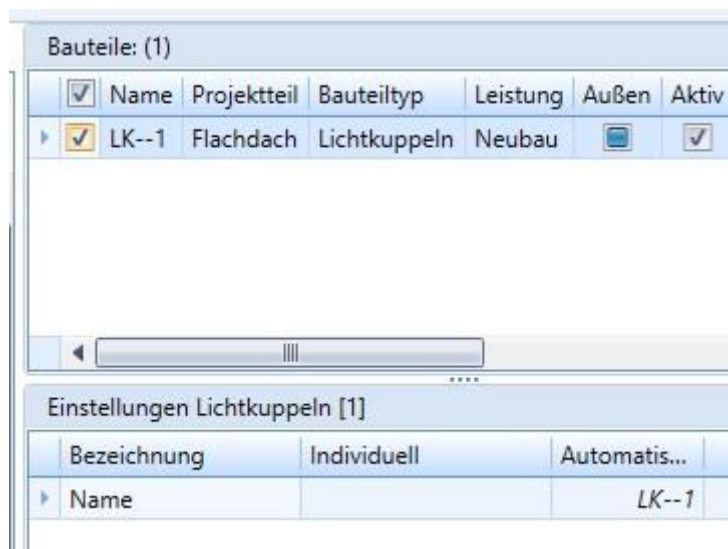 Bauteile: (1)
Name Projektteil Bauteiltyp Leistung Außen Aktiv
LK--1 Flachdach Lichtkuppeln Neubau
Einstellungen Lichtkuppeln [1]
Bezeichnung Individuell Automatis...
Name LK--1